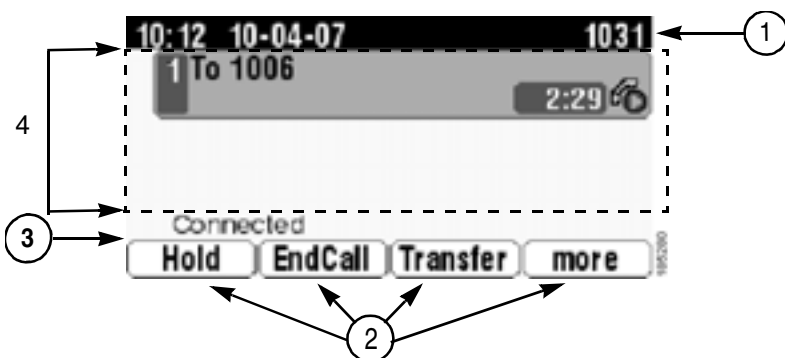 10:12 10-04-07 1031
1
1 To 1006
2:29
4
Connected
3
Hold EndCall Transfer more
185280
2